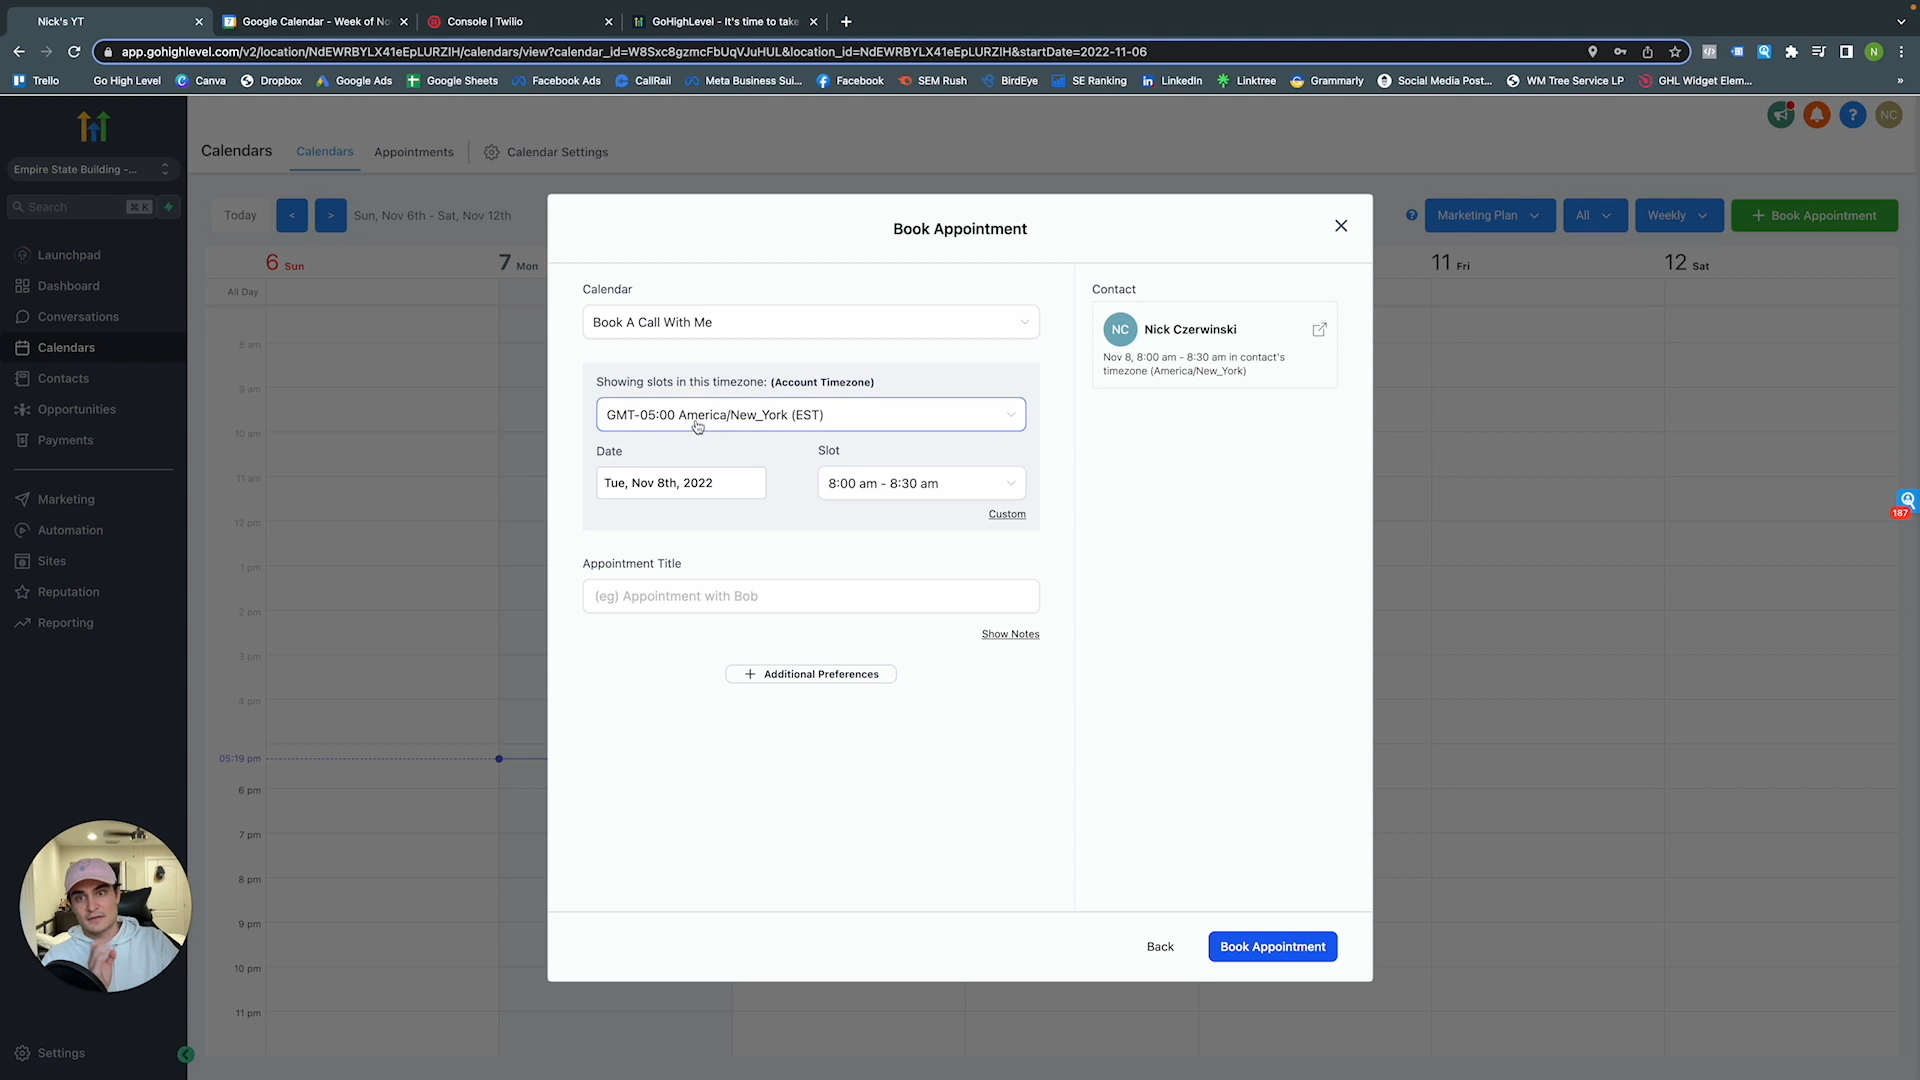 Nick's YT
Google Calendar - Week of No
Console | Twilio
GoHighLevel - It's time to take
app.gohighlevel.com/v2/location/NdEWRBYLX41eEpLURZIH/calendars/view?calendar_id=W8Sxc8gzmcFbUqVJuHUL&location_id=NdEWRBYLX41eEpLURZIH&startDate=2022-11-06
N
Trello
Go High Level
Canva
Dropbox
Google Ads
Google Sheets
Facebook Ads
CallRail
Meta Business Sui...
Facebook
SEM Rush
BirdEye
SE Ranking
LinkedIn
Linktree
Grammarly
Social Media Post...
WM Tree Service LP
GHL Widget Elem...
»
Empire State Building -...
Search
⌘ K
Launchpad
Dashboard
Conversations
Calendars
Contacts
Opportunities
Payments
Marketing
Automation
Sites
Reputation
Reporting
Settings
Calendars
Calendars
Appointments
Calendar Settings
?
NC
Today
<
>
Sun, Nov 6th - Sat, Nov 12th
?
Marketing Plan
All
Weekly
+ Book Appointment
6 Sun
7 Mon
11 Fri
12 Sat
All Day
8 am
9 am
10 am
11 am
12 pm
1 pm
2 pm
3 pm
4 pm
05:19 pm
6 pm
7 pm
8 pm
9 pm
10 pm
11 pm
Book Appointment
Calendar
Book A Call With Me
Showing slots in this timezone: (Account Timezone)
GMT-05:00 America/New_York (EST)
Date
Slot
Tue, Nov 8th, 2022
8:00 am - 8:30 am
Custom
Appointment Title
(eg) Appointment with Bob
Show Notes
+ Additional Preferences
Contact
NC
Nick Czerwinski
Nov 8, 8:00 am - 8:30 am in contact's
timezone (America/New_York)
Back
Book Appointment
187